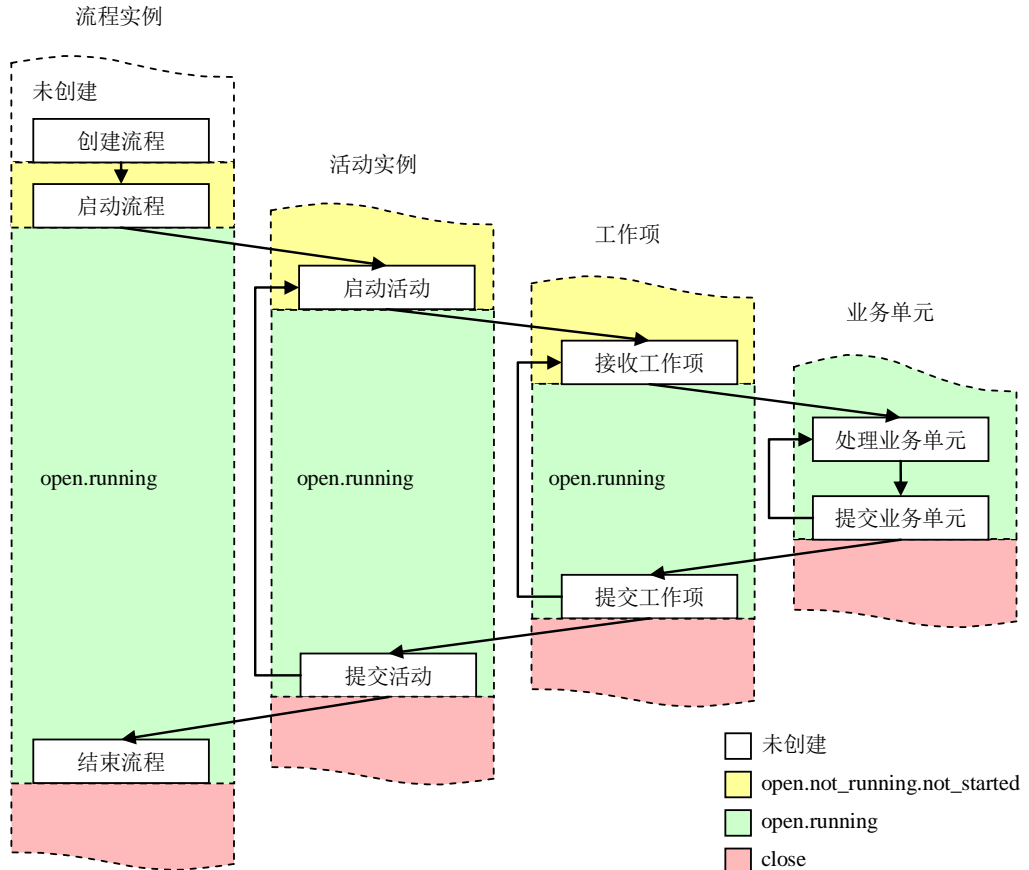 流程实例
未创建
创建流程
启动流程
open.running
结束流程
活动实例
启动活动
open.running
提交活动
工作项
接收工作项
open.running
提交工作项
业务单元
处理业务单元
提交业务单元
未创建
open.not_running.not_started
open.running
close